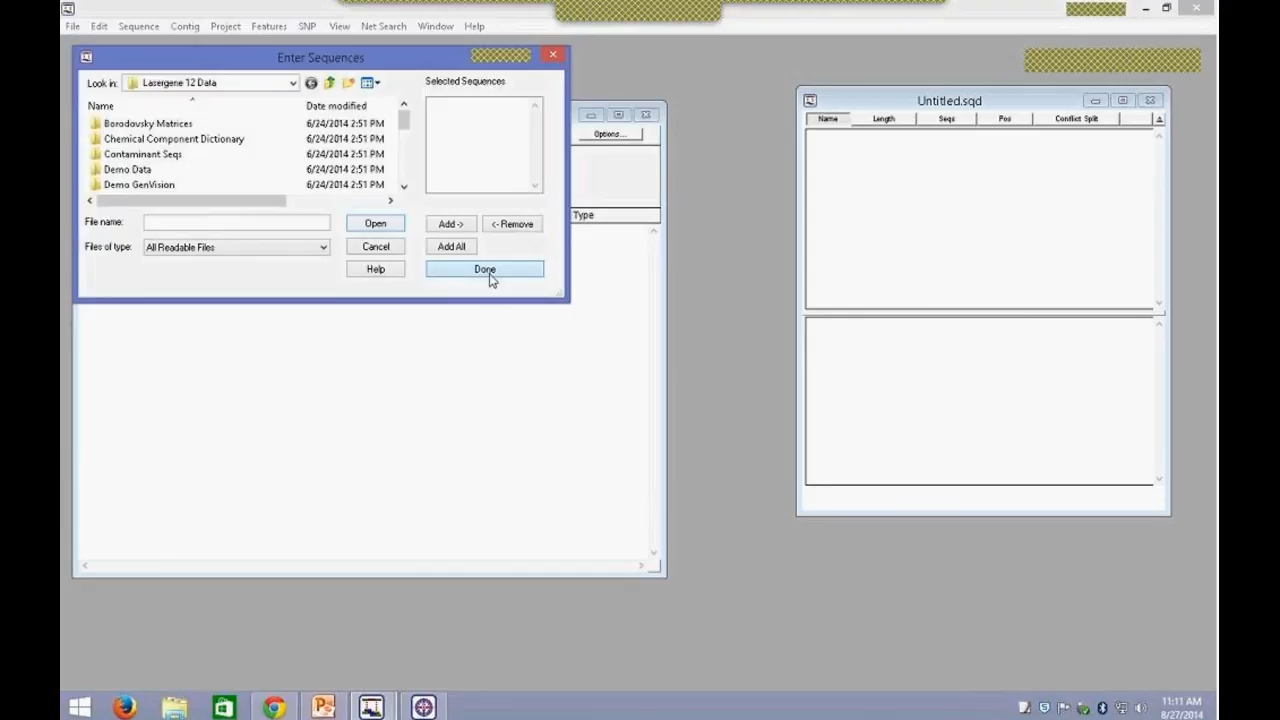 File Edit Sequence Contig Project Features SNP View Net Search Window Help
Enter Sequences
Look in: Lasergene 12 Data
Selected Sequences
Name Date modified
Borodovsky Matrices 6/24/2014 2:51 PM
Chemical Component Dictionary 6/24/2014 2:51 PM
Contaminant Seqs 6/24/2014 2:51 PM
Demo Data 6/24/2014 2:51 PM
Demo GenVision 6/24/2014 2:51 PM
File name: Open Add -> <- Remove
Files of type: All Readable Files Cancel Add All
Help Done
Options...
Type
Untitled.sqd
Name Length Seqs Pos Conflict Split
11:11 AM
8/27/2014